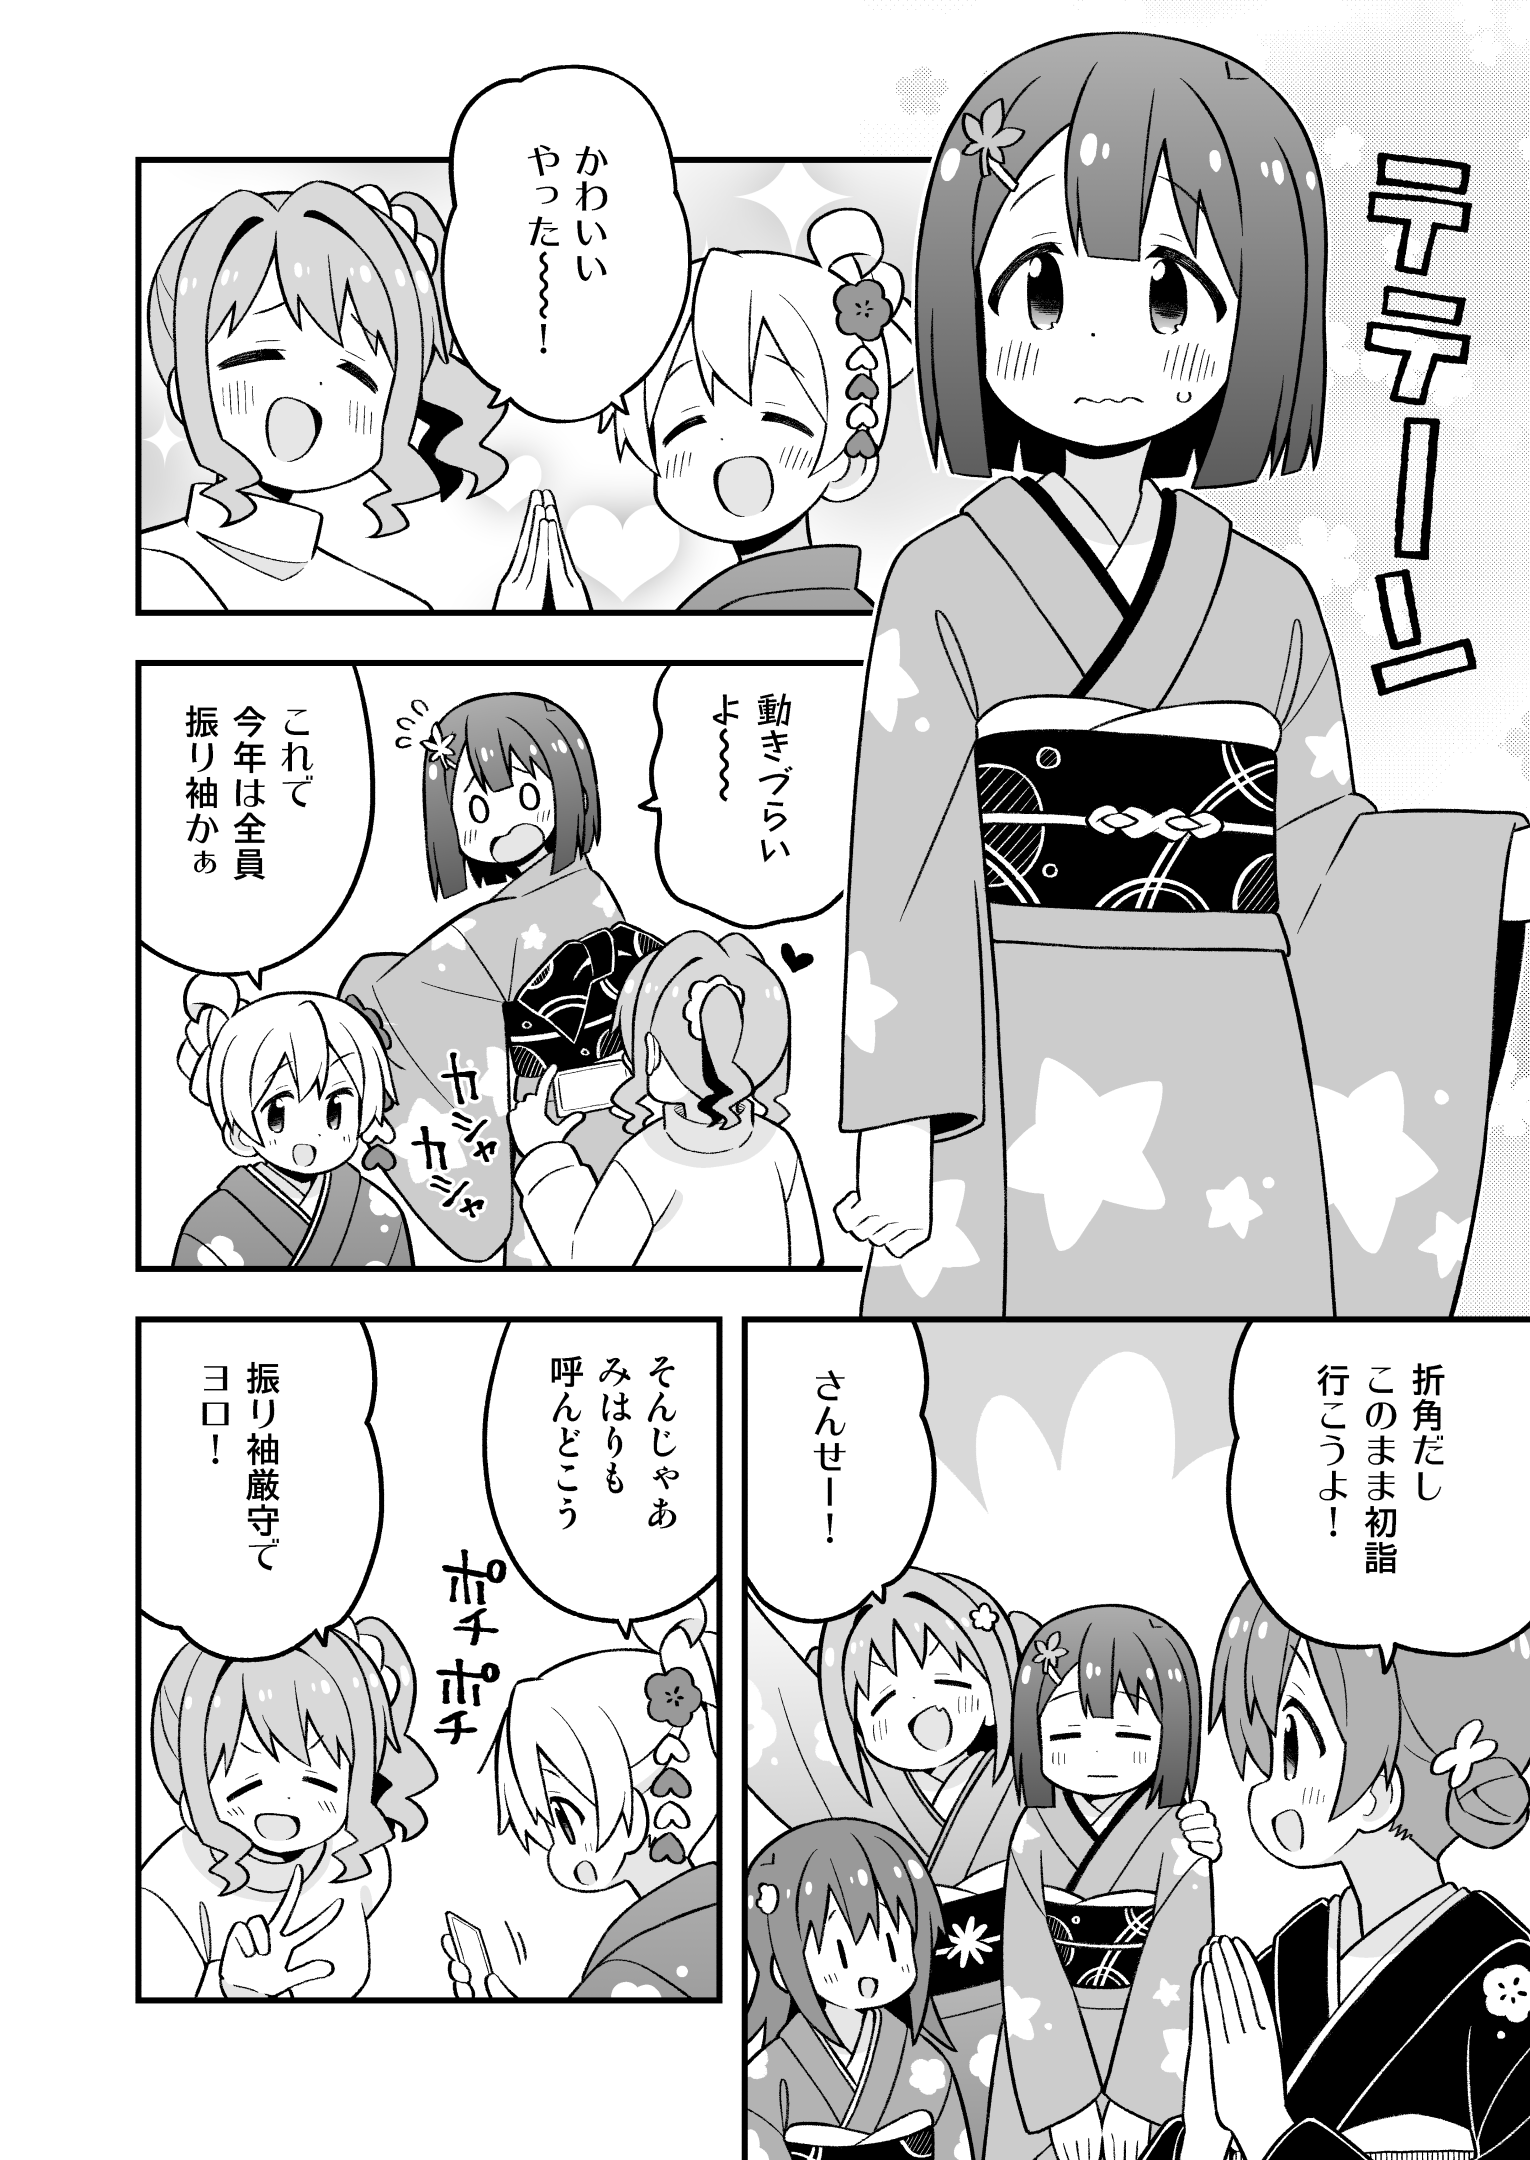 テテーン
かわいい
やった〜〜〜!
動きづらい
よ〜〜〜
これで
今年は全員
振り袖かぁ
カシャ
カシャ
折角だし
このまま初詣
行こうよ!
さんせー!
そんじゃあ
みはりも
呼んどこう
ポチ
ポチ
振り袖厳守で
ヨロ!